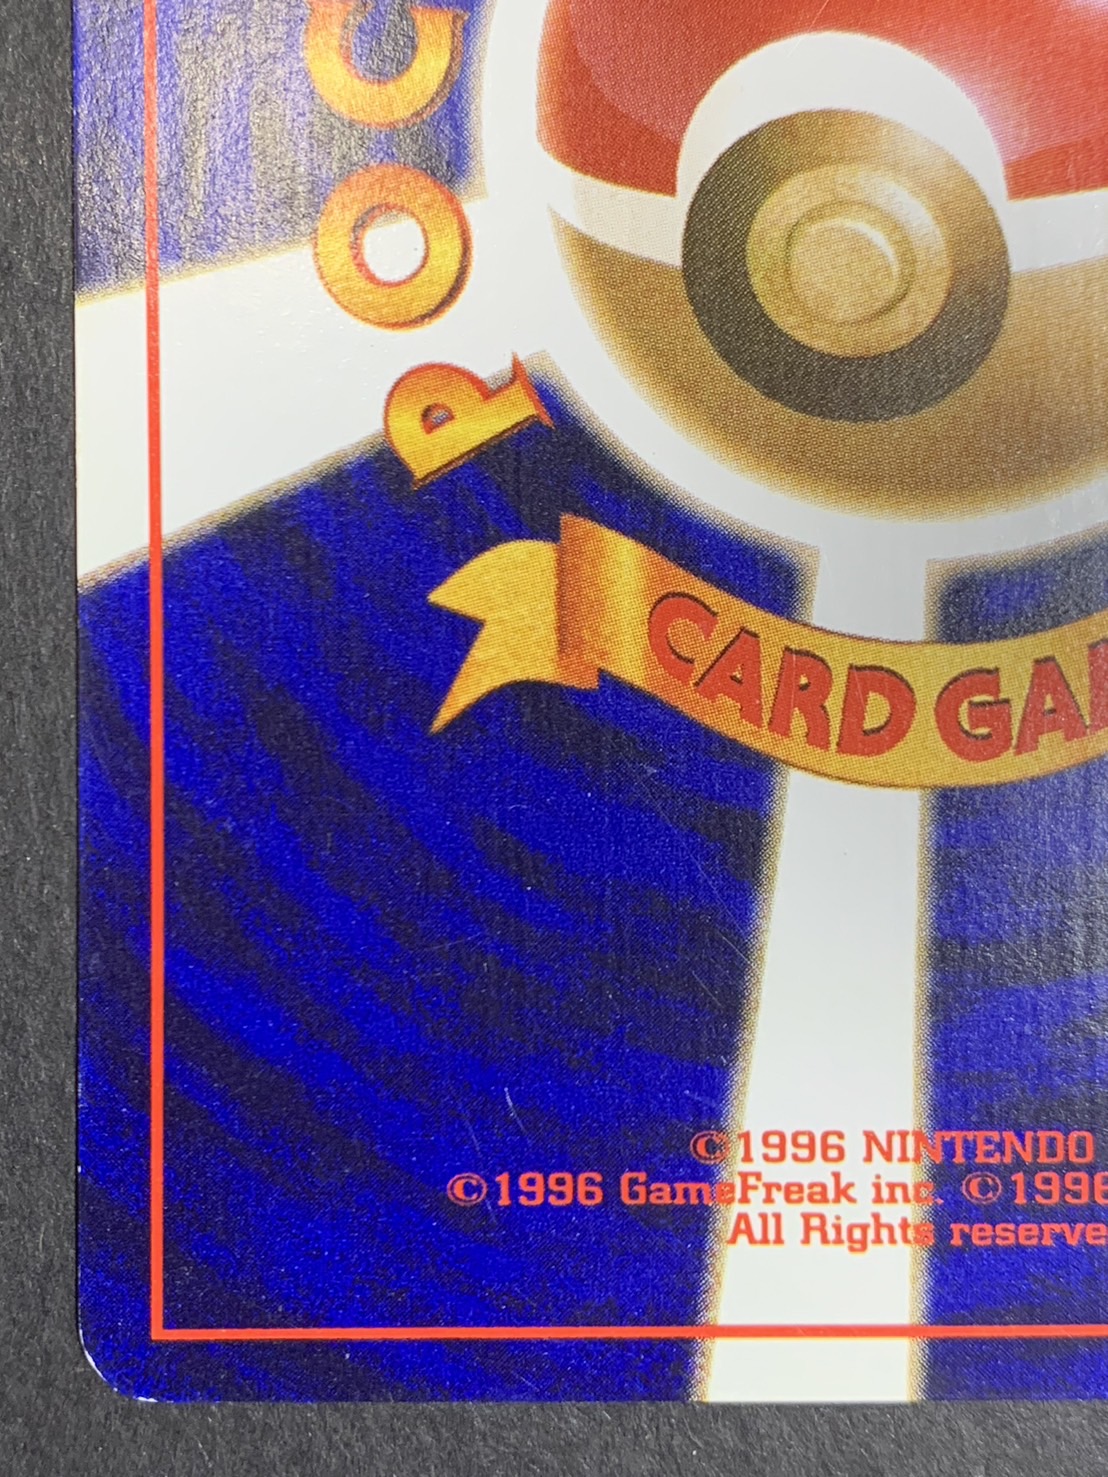 POC
CARD GA
©1996 NINTENDO
©1996 GameFreak inc. ©1996
All Rights reserve